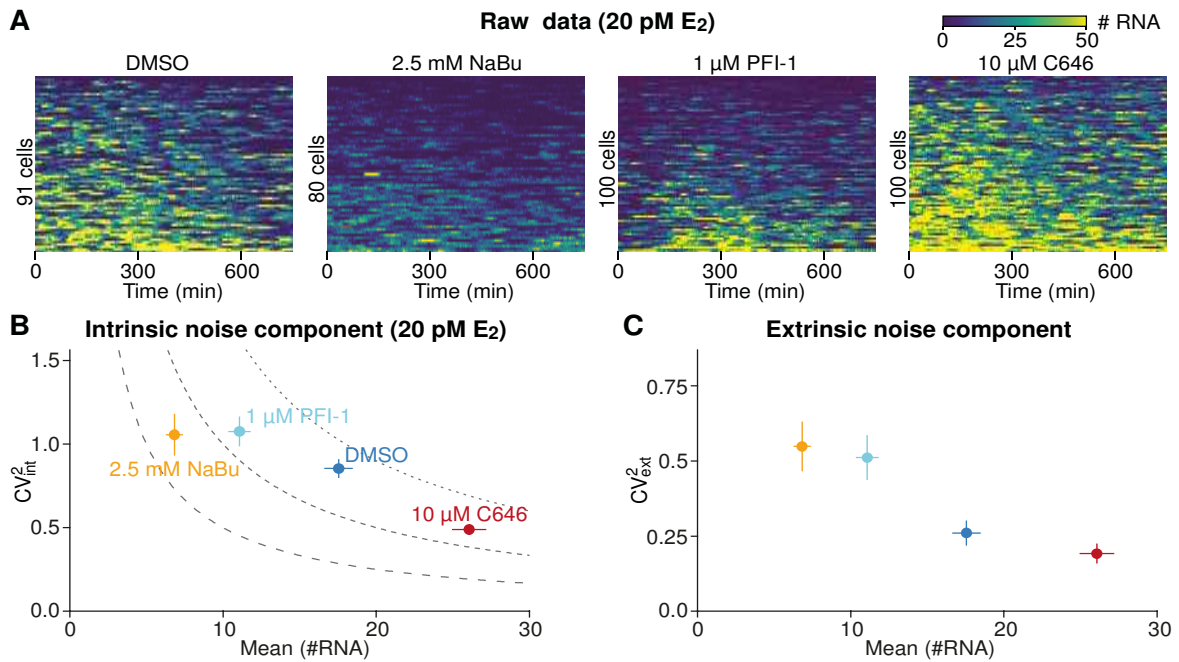 A
Raw data (20 pM E2)
# RNA
0 25 50
DMSO
2.5 mM NaBu
1 µM PFI-1
10 µM C646
91 cells
80 cells
100 cells
100 cells
0 300 600
0 300 600
0 300 600
0 300 600
Time (min)
Time (min)
Time (min)
Time (min)
B
Intrinsic noise component (20 pM E2)
1.5
1.0
0.5
0.0
CV²int
1 µM PFI-1
DMSO
2.5 mM NaBu
10 µM C646
0 10 20 30
Mean (#RNA)
C
Extrinsic noise component
0.75
0.5
0.25
0.0
CV²ext
0 10 20 30
Mean (#RNA)